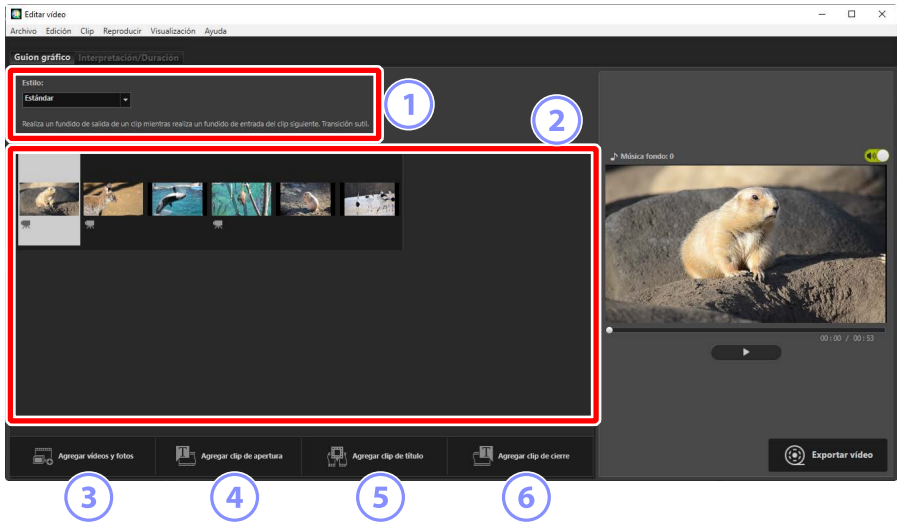 Editar vídeo
Archivo Edición Clip Reproducir Visualización Ayuda
Guion gráfico Interpretación/Duración
Estilo:
Estándar
Realiza un fundido de salida de un clip mientras realiza un fundido de entrada del clip siguiente. Transición sutil.
1
2
Música fondo: 0
00:00 / 00:53
Agregar vídeos y fotos
Agregar clip de apertura
Agregar clip de título
Agregar clip de cierre
Exportar vídeo
3
4
5
6